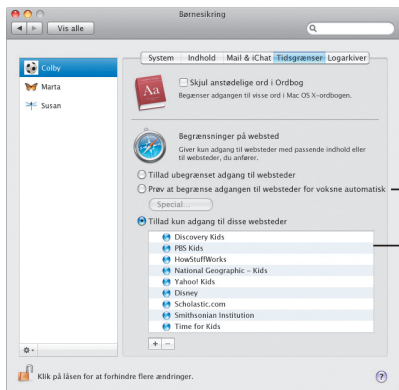 Børnesikring
Vis alle
System Indhold Mail & iChat Tidsgrænser Logarkiver
Colby
Marta
Susan
Aa
Skjul anstødelige ord i Ordbog
Begrænser adgangen til visse ord i Mac OS X-ordbogen.
Begrænsninger på websted
Giver kun adgang til websteder med passende indhold eller
til websteder, du anfører.
Tillad ubegrænset adgang til websteder
Prøv at begrænse adgangen til websteder for voksne automatisk
Special...
Tillad kun adgang til disse websteder
Discovery Kids
PBS Kids
HowStuffWorks
National Geographic – Kids
Yahoo! Kids
Disney
Scholastic.com
Smithsonian Institution
Time for Kids
+ −
Klik på låsen for at forhindre flere ændringer.
?